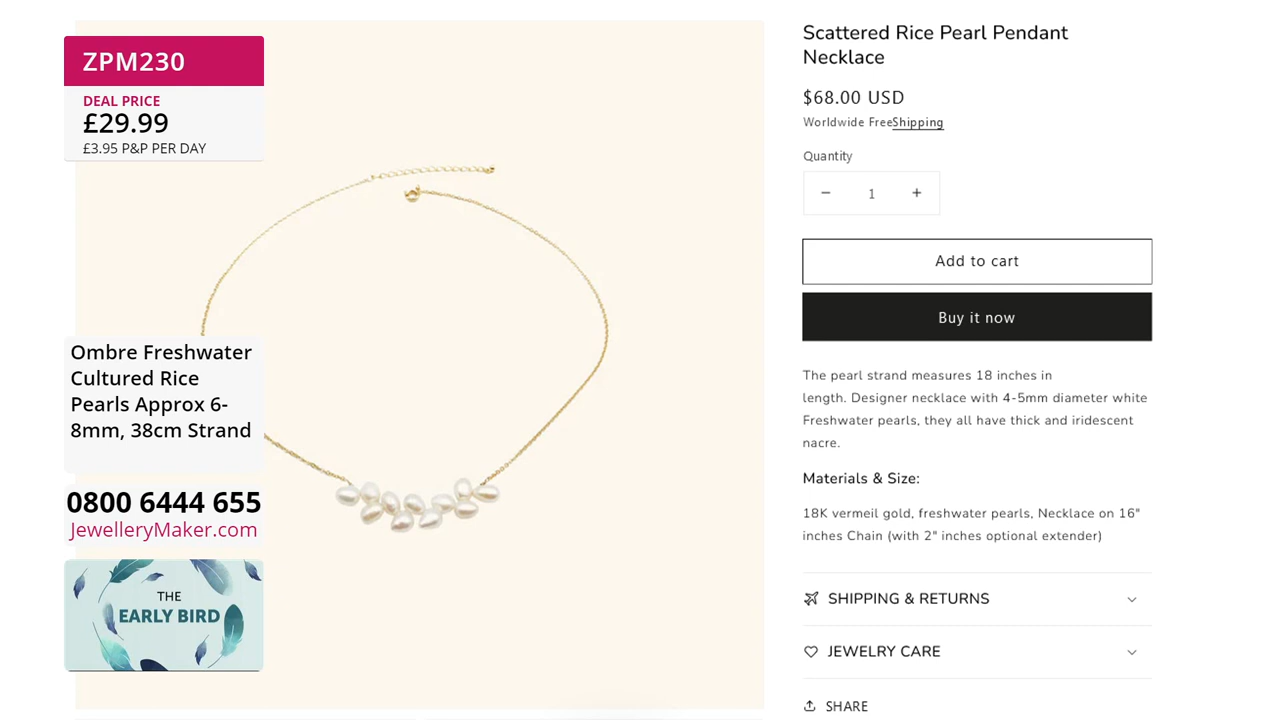 ZPM230
DEAL PRICE
£29.99
£3.95 P&P PER DAY
Ombre Freshwater
Cultured Rice
Pearls Approx 6-
8mm, 38cm Strand
0800 6444 655
JewelleryMaker.com
THE
EARLY BIRD
Scattered Rice Pearl Pendant
Necklace
$68.00 USD
Worldwide FreeShipping
Quantity
− 1 +
Add to cart
Buy it now
The pearl strand measures 18 inches in
length. Designer necklace with 4-5mm diameter white
Freshwater pearls, they all have thick and iridescent
nacre.
Materials & Size:
18K vermeil gold, freshwater pearls, Necklace on 16"
inches Chain (with 2" inches optional extender)
SHIPPING & RETURNS
JEWELRY CARE
SHARE